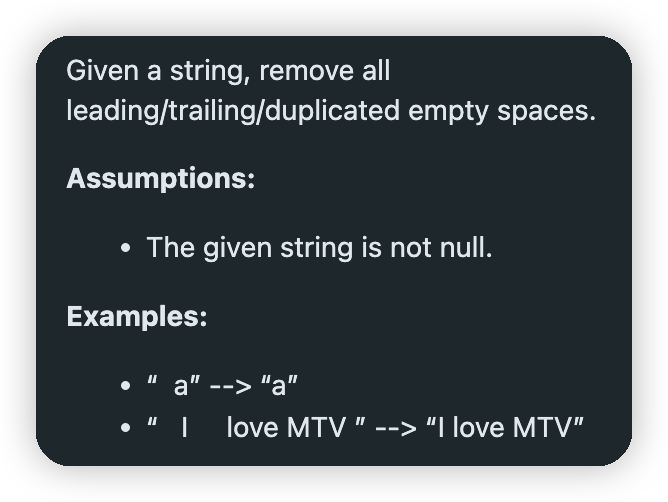 Given a string, remove all
leading/trailing/duplicated empty spaces.
Assumptions:
• The given string is not null.
Examples:
• “  a” --> “a”
• “   I     love MTV ” --> “I love MTV”